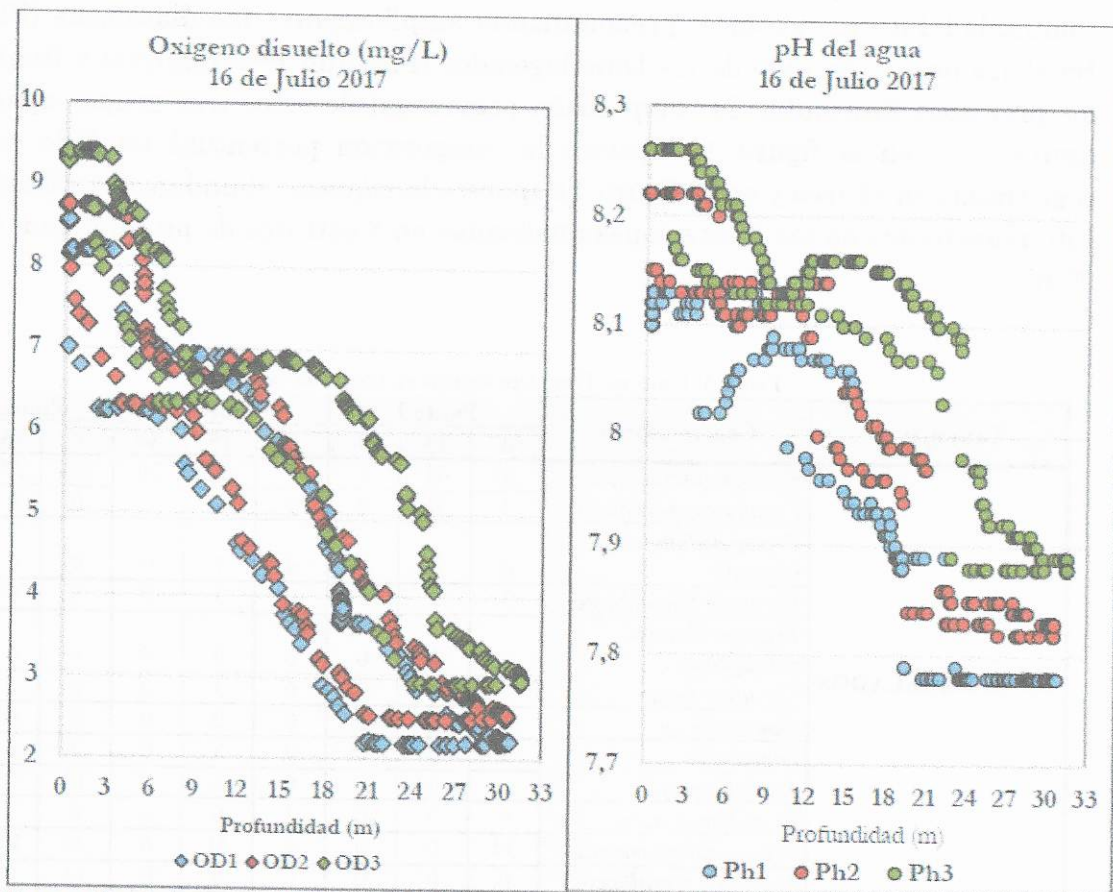 Oxigeno disuelto (mg/L)
16 de Julio 2017
10
9
8
7
6
5
4
3
2
0 3 6 9 12 15 18 21 24 27 30 33
Profundidad (m)
OD1 OD2 OD3
pH del agua
16 de Julio 2017
8,3
8,2
8,1
8
7,9
7,8
7,7
0 3 6 9 12 15 18 21 24 27 30 33
Profundidad (m)
Ph1 Ph2 Ph3